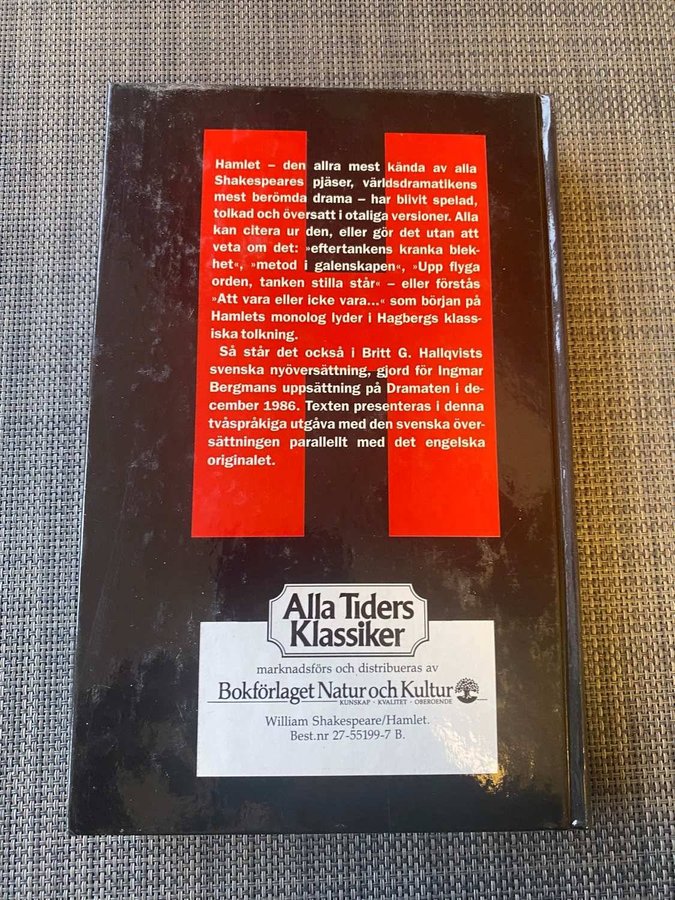 Hamlet – den allra mest kända av alla
Shakespeares pjäser, världsdramatikens
mest berömda drama – har blivit spelad,
tolkad och översatt i otaliga versioner. Alla
kan citera ur den, eller gör det utan att
veta om det: »eftertankens kranka blek-
het«, »metod i galenskapen«, »Upp flyga
orden, tanken stilla står« – eller förstås
»Att vara eller icke vara...« som början på
Hamlets monolog lyder i Hagbergs klass-
iska tolkning.
Så står det också i Britt G. Hallqvists
svenska nyöversättning, gjord för Ingmar
Bergmans uppsättning på Dramaten i de-
cember 1986. Texten presenteras i denna
tvåspråkiga utgåva med den svenska över-
sättningen parallellt med det engelska
originalet.
Alla Tiders
Klassiker
marknadsförs och distribueras av
Bokförlaget Natur och Kultur
KUNSKAP · KVALITET · OBEROENDE
William Shakespeare/Hamlet.
Best.nr 27-55199-7 B.